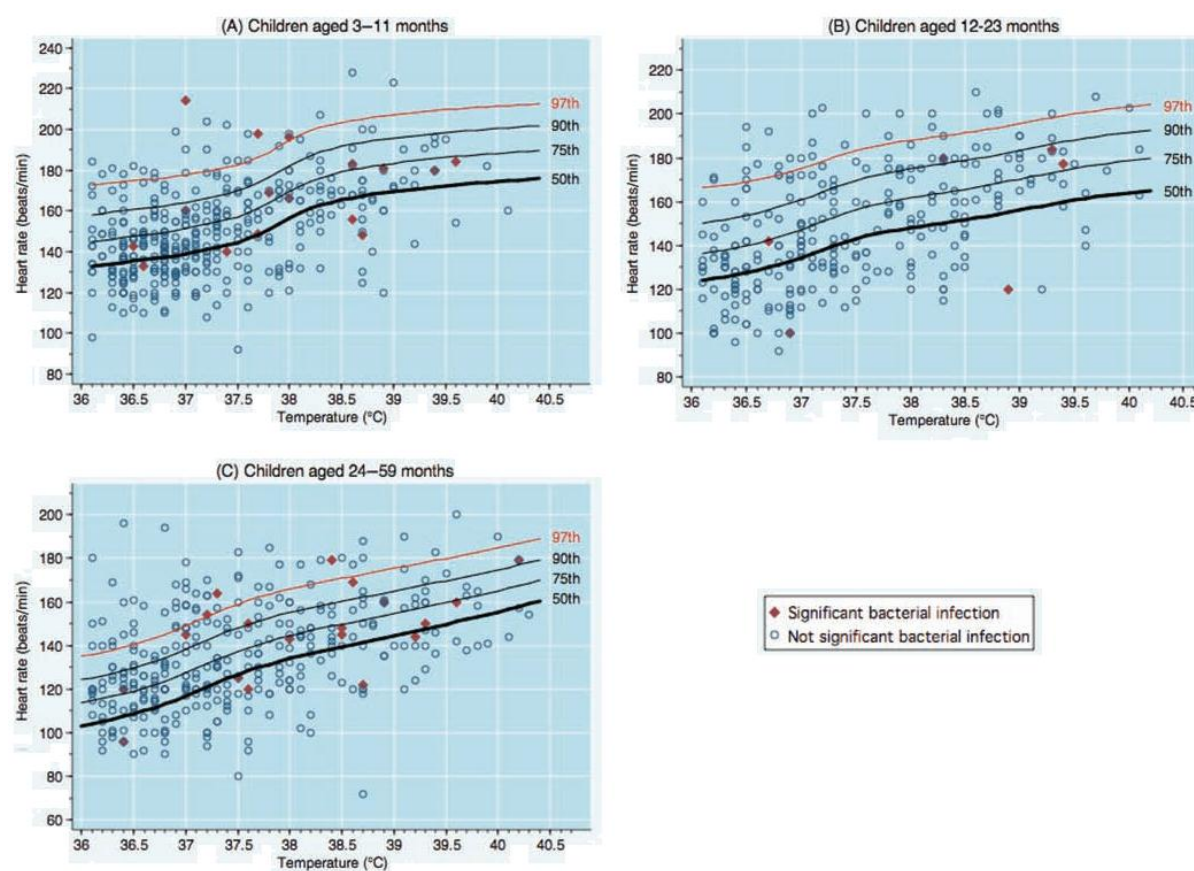 (A) Children aged 3–11 months
240
220
200
180
160
140
120
100
80
Heart rate (beats/min)
97th
90th
75th
50th
36 36.5 37 37.5 38 38.5 39 39.5 40 40.5
Temperature (°C)
(B) Children aged 12-23 months
220
200
180
160
140
120
100
80
Heart rate (beats/min)
97th
90th
75th
50th
36 36.5 37 37.5 38 38.5 39 39.5 40 40.5
Temperature (°C)
(C) Children aged 24–59 months
200
180
160
140
120
100
80
60
Heart rate (beats/min)
97th
90th
75th
50th
36 36.5 37 37.5 38 38.5 39 39.5 40 40.5
Temperature (°C)
Significant bacterial infection
Not significant bacterial infection